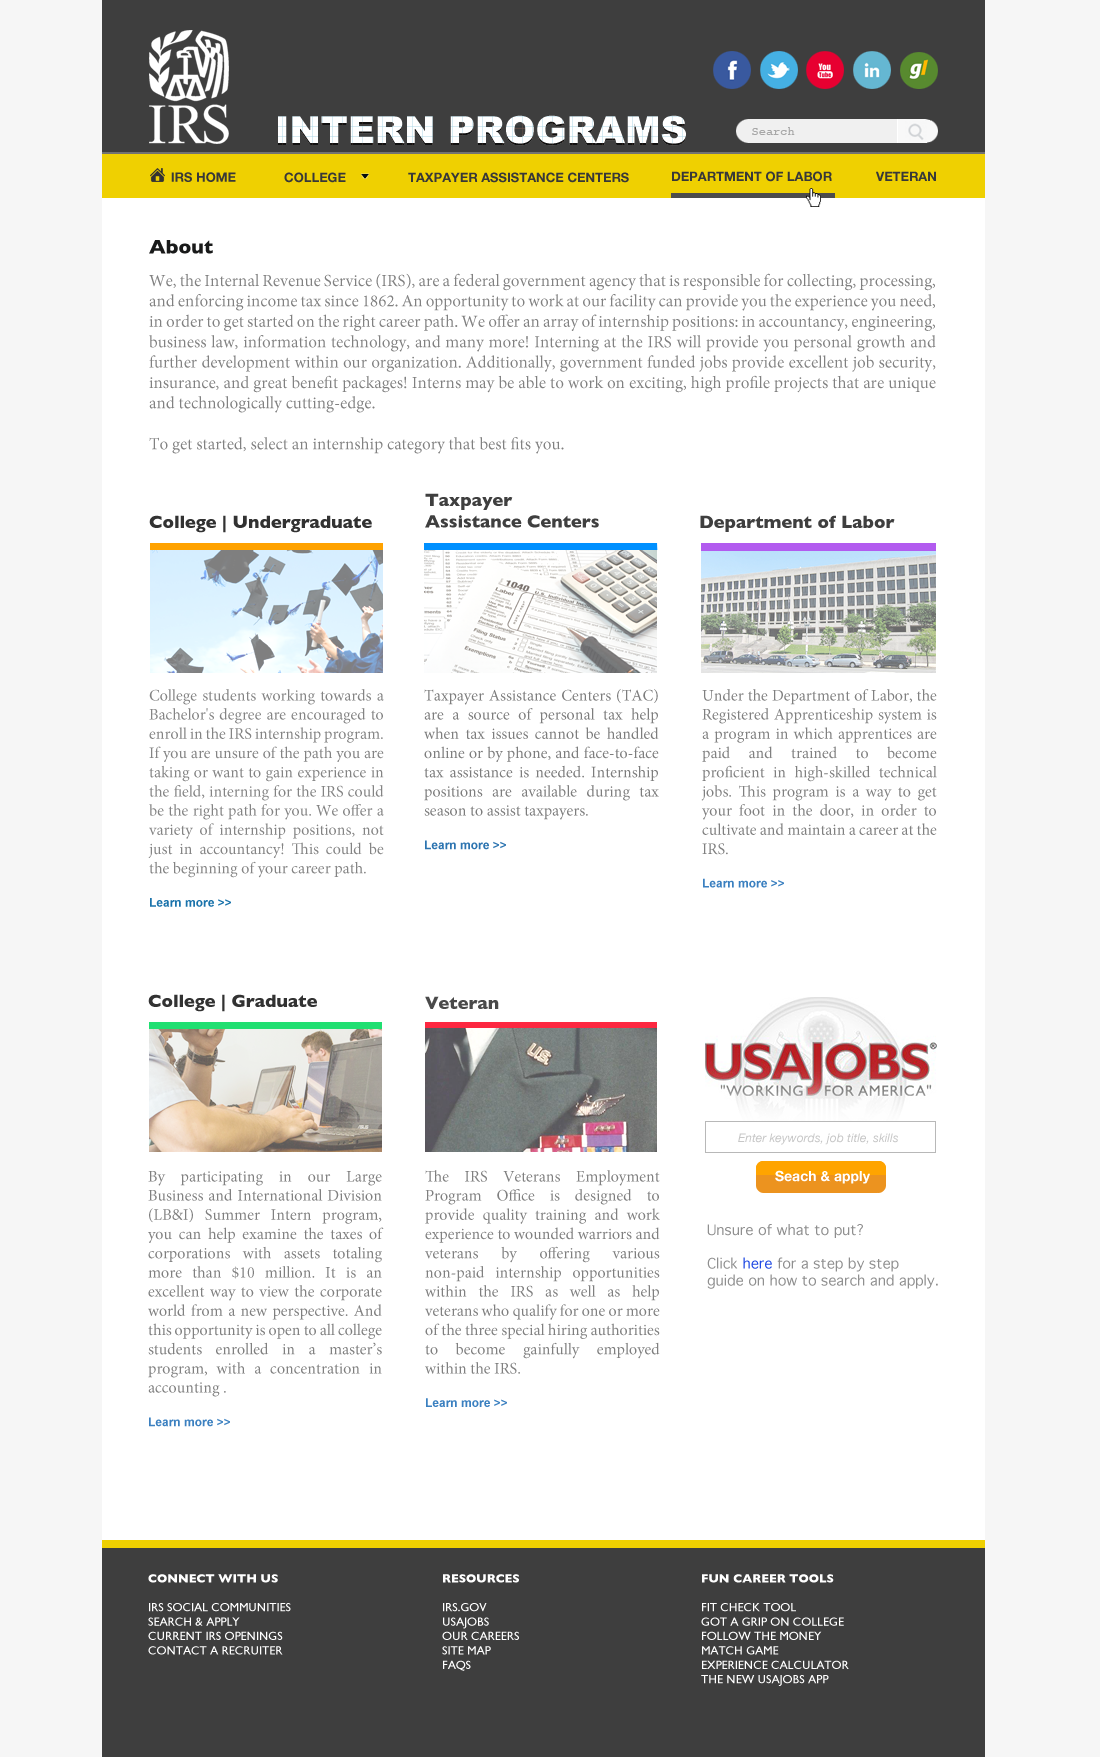 IRS
INTERN PROGRAMS
f
You
Tube
in
gl
Search
IRS HOME
COLLEGE
TAXPAYER ASSISTANCE CENTERS
DEPARTMENT OF LABOR
VETERAN
About
We, the Internal Revenue Service (IRS), are a federal government agency that is responsible for collecting, processing,
and enforcing income tax since 1862. An opportunity to work at our facility can provide you the experience you need,
in order to get started on the right career path. We offer an array of internship positions: in accountancy, engineering,
business law, information technology, and many more! Interning at the IRS will provide you personal growth and
further development within our organization. Additionally, government funded jobs provide excellent job security,
insurance, and great benefit packages! Interns may be able to work on exciting, high profile projects that are unique
and technologically cutting-edge.
To get started, select an internship category that best fits you.
College | Undergraduate
College students working towards a
Bachelor's degree are encouraged to
enroll in the IRS internship program.
If you are unsure of the path you are
taking or want to gain experience in
the field, interning for the IRS could
be the right path for you. We offer a
variety of internship positions, not
just in accountancy! This could be
the beginning of your career path.
Learn more >>
Taxpayer
Assistance Centers
1040
U.S. Individual
Label
Filing Status
Exemptions
Taxpayer Assistance Centers (TAC)
are a source of personal tax help
when tax issues cannot be handled
online or by phone, and face-to-face
tax assistance is needed. Internship
positions are available during tax
season to assist taxpayers.
Learn more >>
Department of Labor
Under the Department of Labor, the
Registered Apprenticeship system is
a program in which apprentices are
paid and trained to become
proficient in high-skilled technical
jobs. This program is a way to get
your foot in the door, in order to
cultivate and maintain a career at the
IRS.
Learn more >>
College | Graduate
By participating in our Large
Business and International Division
(LB&I) Summer Intern program,
you can help examine the taxes of
corporations with assets totaling
more than $10 million. It is an
excellent way to view the corporate
world from a new perspective. And
this opportunity is open to all college
students enrolled in a master's
program, with a concentration in
accounting .
Learn more >>
Veteran
U.S.
The IRS Veterans Employment
Program Office is designed to
provide quality training and work
experience to wounded warriors and
veterans by offering various
non-paid internship opportunities
within the IRS as well as help
veterans who qualify for one or more
of the three special hiring authorities
to become gainfully employed
within the IRS.
Learn more >>
USAJOBS®
"WORKING FOR AMERICA"
Enter keywords, job title, skills
Seach & apply
Unsure of what to put?
Click here for a step by step
guide on how to search and apply.
CONNECT WITH US
IRS SOCIAL COMMUNITIES
SEARCH & APPLY
CURRENT IRS OPENINGS
CONTACT A RECRUITER
RESOURCES
IRS.GOV
USAJOBS
OUR CAREERS
SITE MAP
FAQS
FUN CAREER TOOLS
FIT CHECK TOOL
GOT A GRIP ON COLLEGE
FOLLOW THE MONEY
MATCH GAME
EXPERIENCE CALCULATOR
THE NEW USAJOBS APP